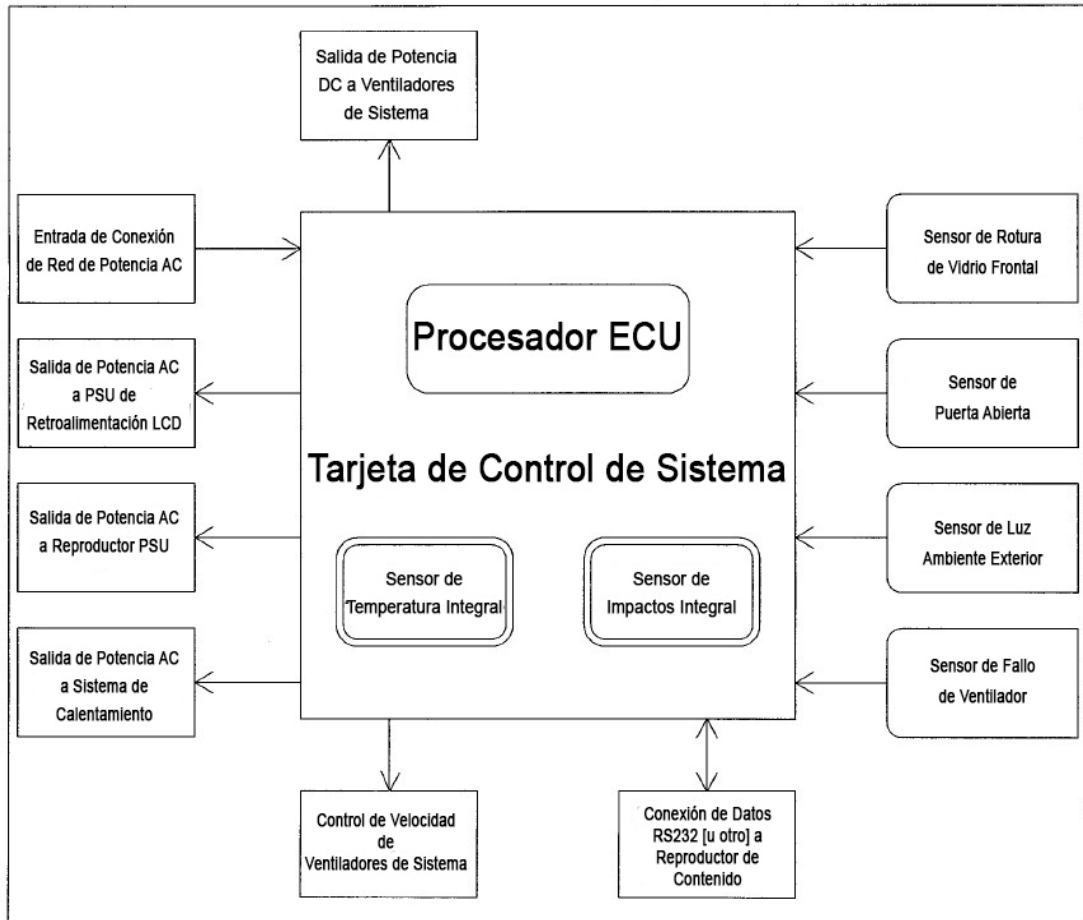 Salida de Potencia
DC a Ventiladores
de Sistema
Entrada de Conexión
de Red de Potencia AC
Salida de Potencia AC
a PSU de
Retroalimentación LCD
Salida de Potencia AC
a Reproductor PSU
Salida de Potencia AC
a Sistema de
Calentamiento
Procesador ECU
Tarjeta de Control de Sistema
Sensor de
Temperatura Integral
Sensor de
Impactos Integral
Sensor de Rotura
de Vidrio Frontal
Sensor de
Puerta Abierta
Sensor de Luz
Ambiente Exterior
Sensor de Fallo
de Ventilador
Control de Velocidad
de
Ventiladores de Sistema
Conexión de Datos
RS232 [u otro] a
Reproductor de
Contenido